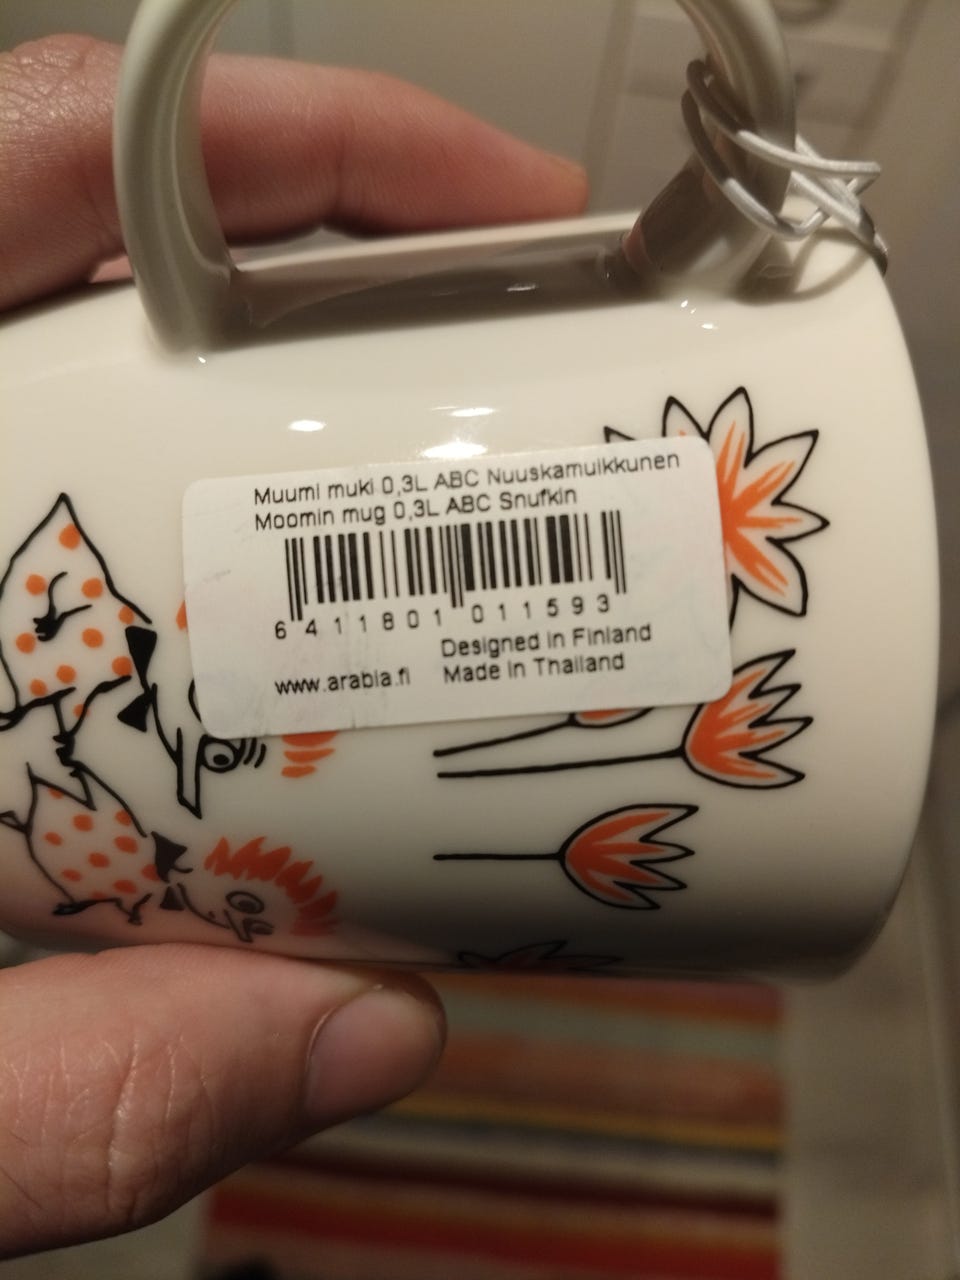 Muumi muki 0,3L ABC Nuuskamuikkunen
Moomin mug 0,3L ABC Snufkin
6 411801 011593
Designed in Finland
www.arabia.fi Made in Thailand